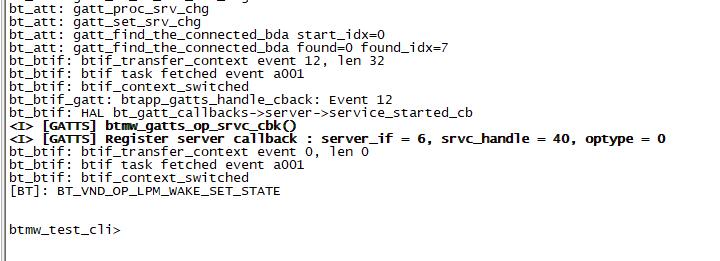 bt_att: gatt_proc_srv_chg
bt_att: gatt_set_srv_chg
bt_att: gatt_find_the_connected_bda start_idx=0
bt_att: gatt_find_the_connected_bda found=0 found_idx=7
bt_btif: btif_transfer_context event 12, len 32
bt_btif: btif task fetched event a001
bt_btif: btif_context_switched
bt_btif_gatt: btapp_gatts_handle_cback: Event 12
bt_btif: HAL bt_gatt_callbacks->server->service_started_cb
<I> [GATTS] btmw_gatts_op_srvc_cbk()
<I> [GATTS] Register server callback : server_if = 6, srvc_handle = 40, optype = 0
bt_btif: btif_transfer_context event 0, len 0
bt_btif: btif task fetched event a001
bt_btif: btif_context_switched
[BT]: BT_VND_OP_LPM_WAKE_SET_STATE
btmw_test_cli>